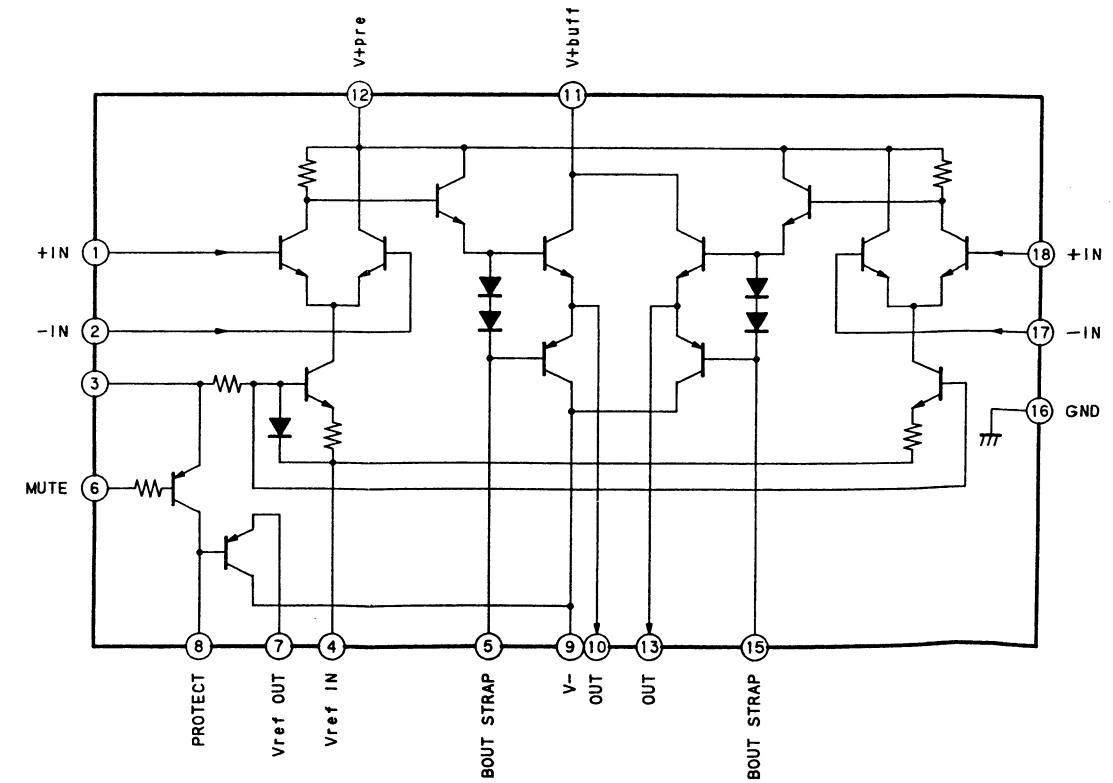 V+pre
V+buff
12
11
+IN
1
18
+IN
-IN
2
17
-IN
3
16
GND
MUTE
6
8
7
4
5
9
10
13
15
PROTECT
Vref OUT
Vref IN
BOUT STRAP
V-
OUT
OUT
BOUT STRAP